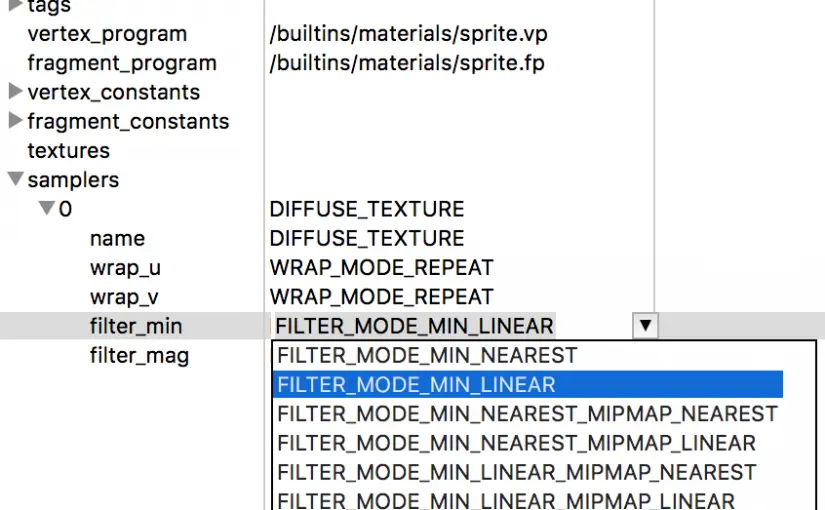 tags
vertex_program /builtins/materials/sprite.vp
fragment_program /builtins/materials/sprite.fp
vertex_constants
fragment_constants
textures
samplers
0 DIFFUSE_TEXTURE
name DIFFUSE_TEXTURE
wrap_u WRAP_MODE_REPEAT
wrap_v WRAP_MODE_REPEAT
filter_min FILTER_MODE_MIN_LINEAR
filter_mag FILTER_MODE_MIN_NEAREST
FILTER_MODE_MIN_LINEAR
FILTER_MODE_MIN_NEAREST_MIPMAP_NEAREST
FILTER_MODE_MIN_NEAREST_MIPMAP_LINEAR
FILTER_MODE_MIN_LINEAR_MIPMAP_NEAREST
FILTER_MODE_MIN_LINEAR_MIPMAP_LINEAR